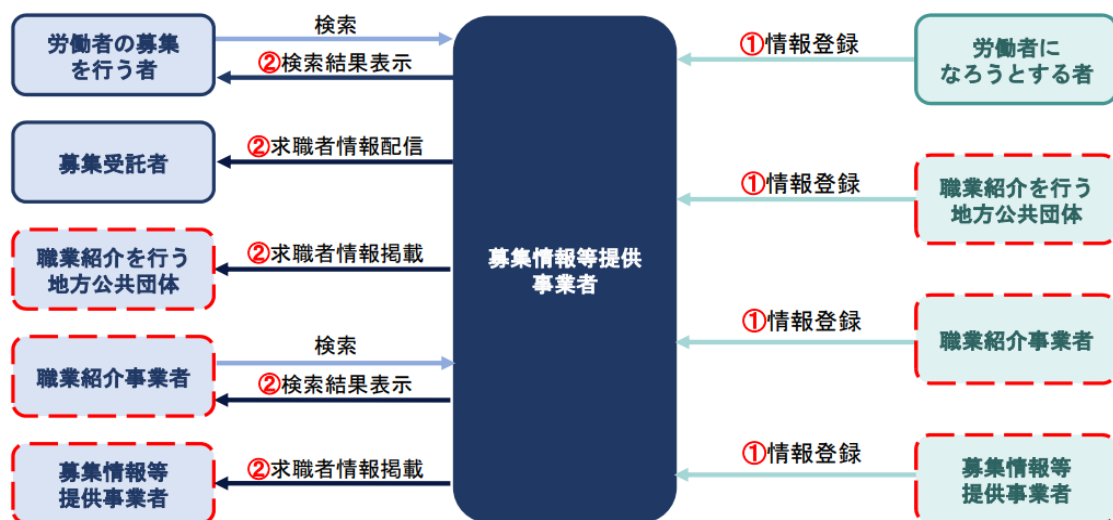 労働者の募集
を行う者
検索
②検索結果表示
①情報登録
労働者に
なろうとする者
募集受託者
②求職者情報配信
①情報登録
職業紹介を行う
地方公共団体
職業紹介を行う
地方公共団体
②求職者情報掲載
募集情報等提供
事業者
①情報登録
職業紹介事業者
職業紹介事業者
検索
②検索結果表示
①情報登録
募集情報等
提供事業者
募集情報等
提供事業者
②求職者情報掲載